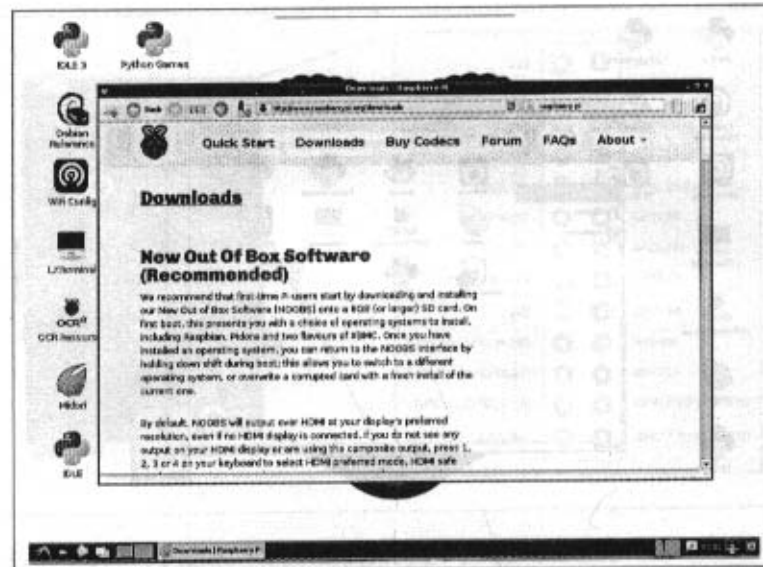 IDLE 3
Python Games
Debian
Reference
WiFi Config
LXTerminal
OCR
OCR Resources
Midori
IDLE
Downloads | Raspberry Pi
Back
Quick Start Downloads Buy Codecs Forum FAQs About
Downloads
New Out Of Box Software
(Recommended)
We recommend that first-time Pi users start by downloading and installing
our New Out of Box Software (NOOBS) onto a 8GB (or larger) SD card. On
first boot, this presents you with a choice of operating systems to install,
including Raspbian, Pidora and two flavours of XBMC. Once you have
installed an operating system, you can return to the NOOBS interface by
holding down shift during boot; this allows you to switch to a different
operating system, or overwrite a corrupted card with a fresh install of the
current one.
By default, NOOBS will output over HDMI at your display's preferred
resolution, even if no HDMI display is connected. If you do not see any
output on your HDMI display or are using the composite output, press 1,
2, 3 or 4 on your keyboard to select HDMI preferred mode, HDMI safe
Downloads | Raspberry P